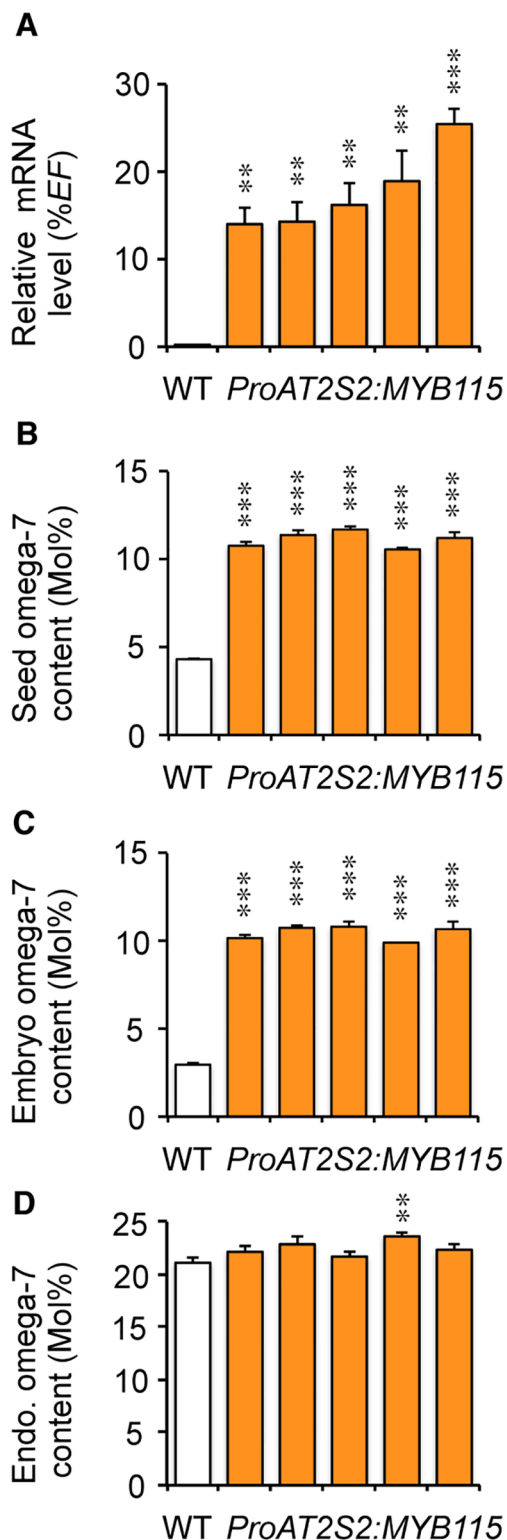 A
Relative mRNA
level (%EF)
30
20
10
0
**
**
**
**
***
WT ProAT2S2:MYB115
B
Seed omega-7
content (Mol%)
15
10
5
0
***
***
***
***
***
WT ProAT2S2:MYB115
C
Embryo omega-7
content (Mol%)
15
10
5
0
***
***
***
***
***
WT ProAT2S2:MYB115
D
Endo. omega-7
content (Mol%)
25
20
15
10
5
0
**
WT ProAT2S2:MYB115